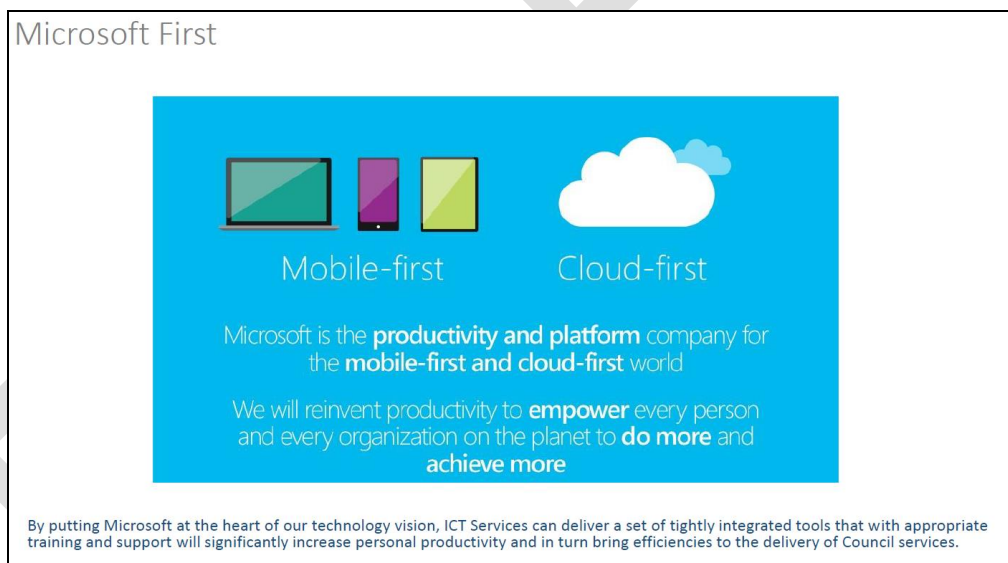 Microsoft First
Mobile-first
Cloud-first
Microsoft is the productivity and platform company for
the mobile-first and cloud-first world
We will reinvent productivity to empower every person
and every organization on the planet to do more and
achieve more
By putting Microsoft at the heart of our technology vision, ICT Services can deliver a set of tightly integrated tools that with appropriate
training and support will significantly increase personal productivity and in turn bring efficiencies to the delivery of Council services.